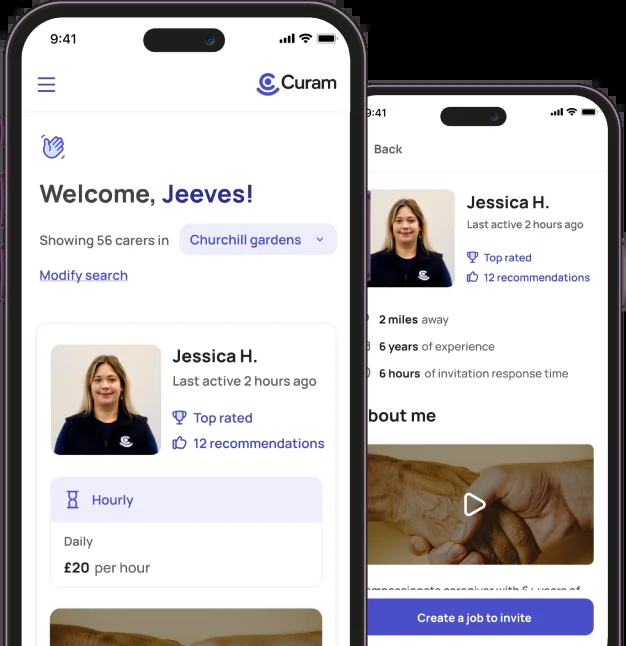 9:41
Curam
Welcome, Jeeves!
Showing 56 carers in Churchill gardens
Modify search
Jessica H.
Last active 2 hours ago
Top rated
12 recommendations
Hourly
Daily
£20 per hour
9:41
Back
Jessica H.
Last active 2 hours ago
Top rated
12 recommendations
2 miles away
6 years of experience
6 hours of invitation response time
bout me
caregiver with 6+ years of
Create a job to invite